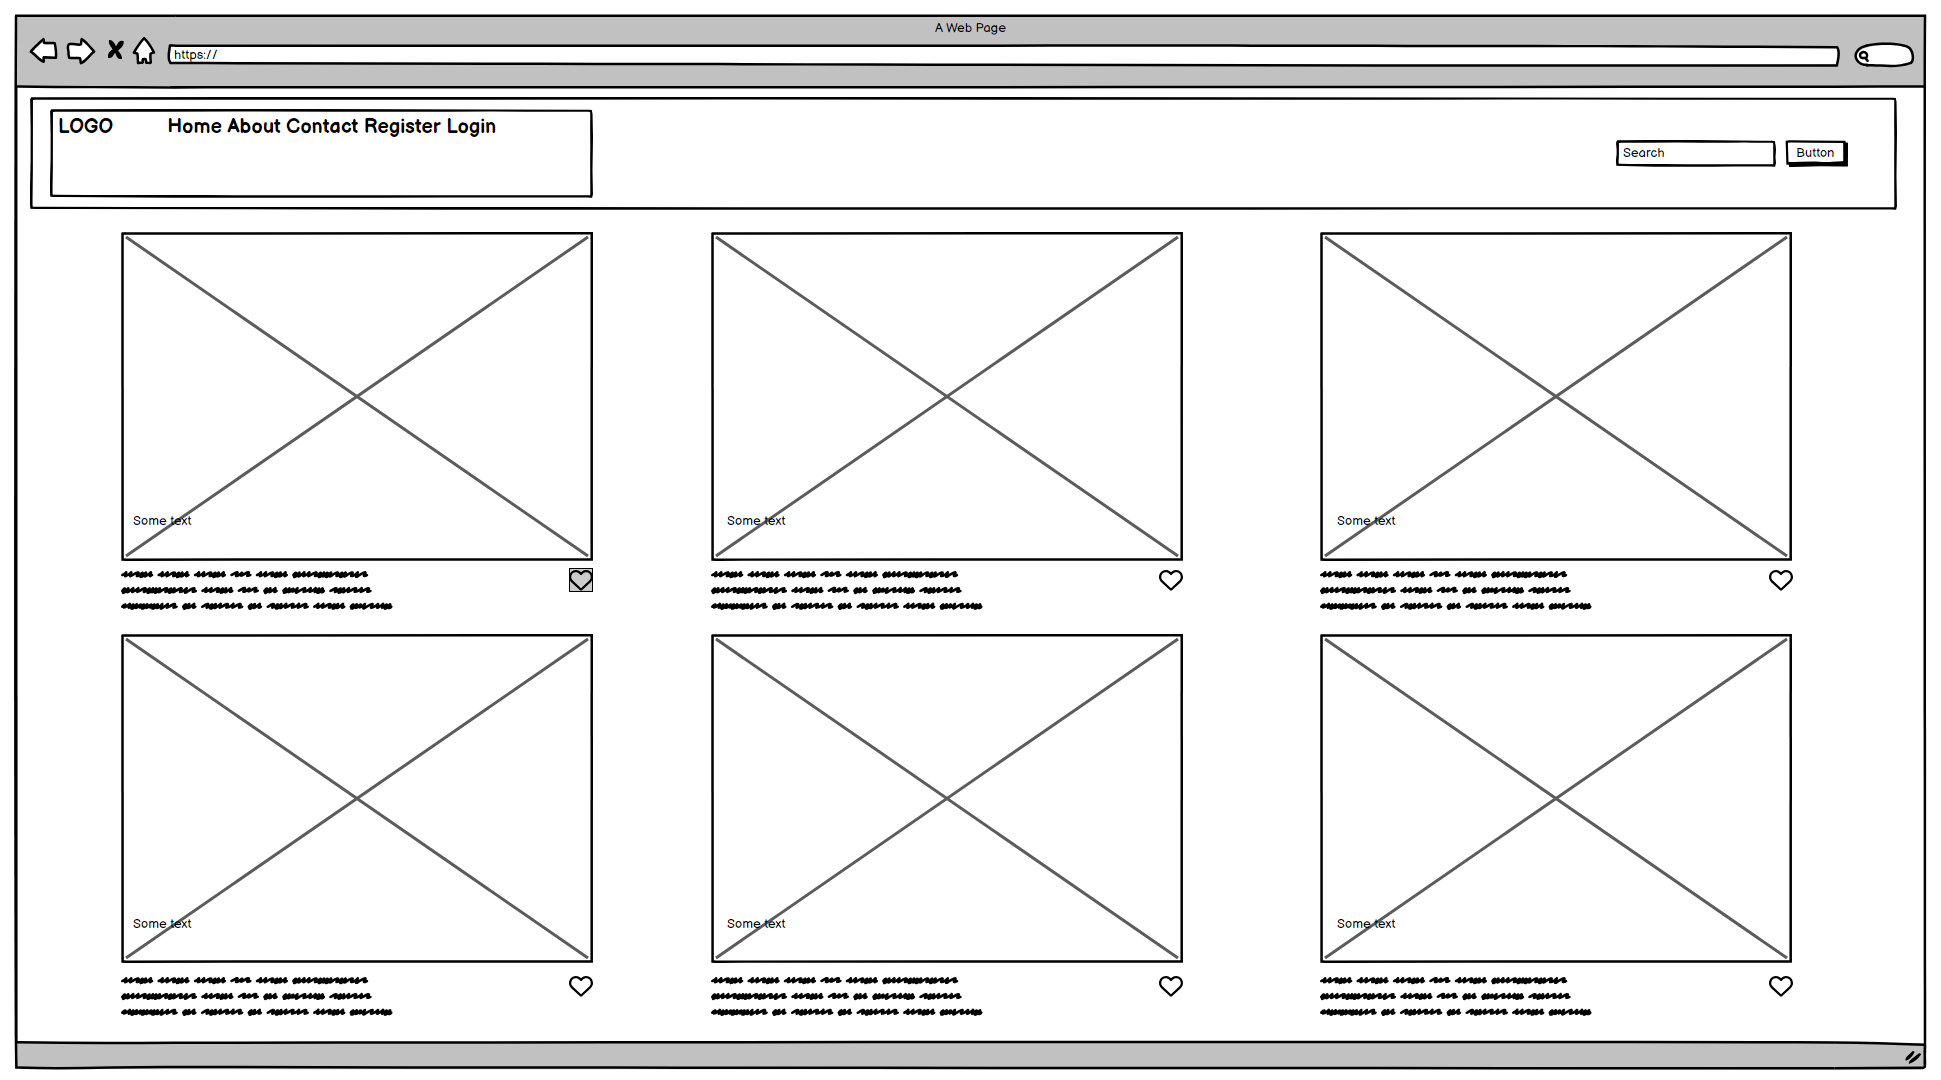 A Web Page
https://
LOGO Home About Contact Register Login
Search Button
Some text Some text Some text
Some text Some text Some text